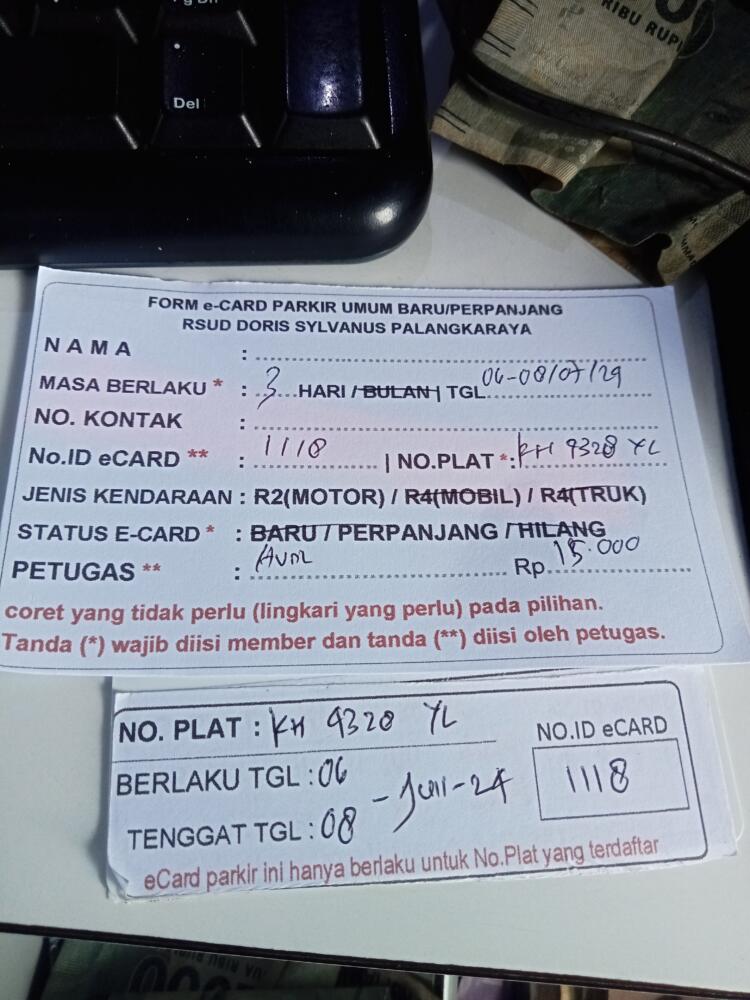 Del
RIBU RUPI
FORM e-CARD PARKIR UMUM BARU/PERPANJANG
RSUD DORIS SYLVANUS PALANGKARAYA
NAMA :
MASA BERLAKU * : 3 HARI / BULAN | TGL 06-08/07/24
NO. KONTAK :
No.ID eCARD ** : 1118 | NO.PLAT *: KH 9328 YL
JENIS KENDARAAN : R2(MOTOR) / R4(MOBIL) / R4(TRUK)
STATUS E-CARD * : BARU / PERPANJANG / HILANG
PETUGAS ** : Rp 15.000
coret yang tidak perlu (lingkari yang perlu) pada pilihan.
Tanda (*) wajib diisi member dan tanda (**) diisi oleh petugas.
NO. PLAT : KH 9328 YL
NO.ID eCARD
1118
BERLAKU TGL : 06
- Juli - 24
TENGGAT TGL : 08
eCard parkir ini hanya berlaku untuk No.Plat yang terdaftar